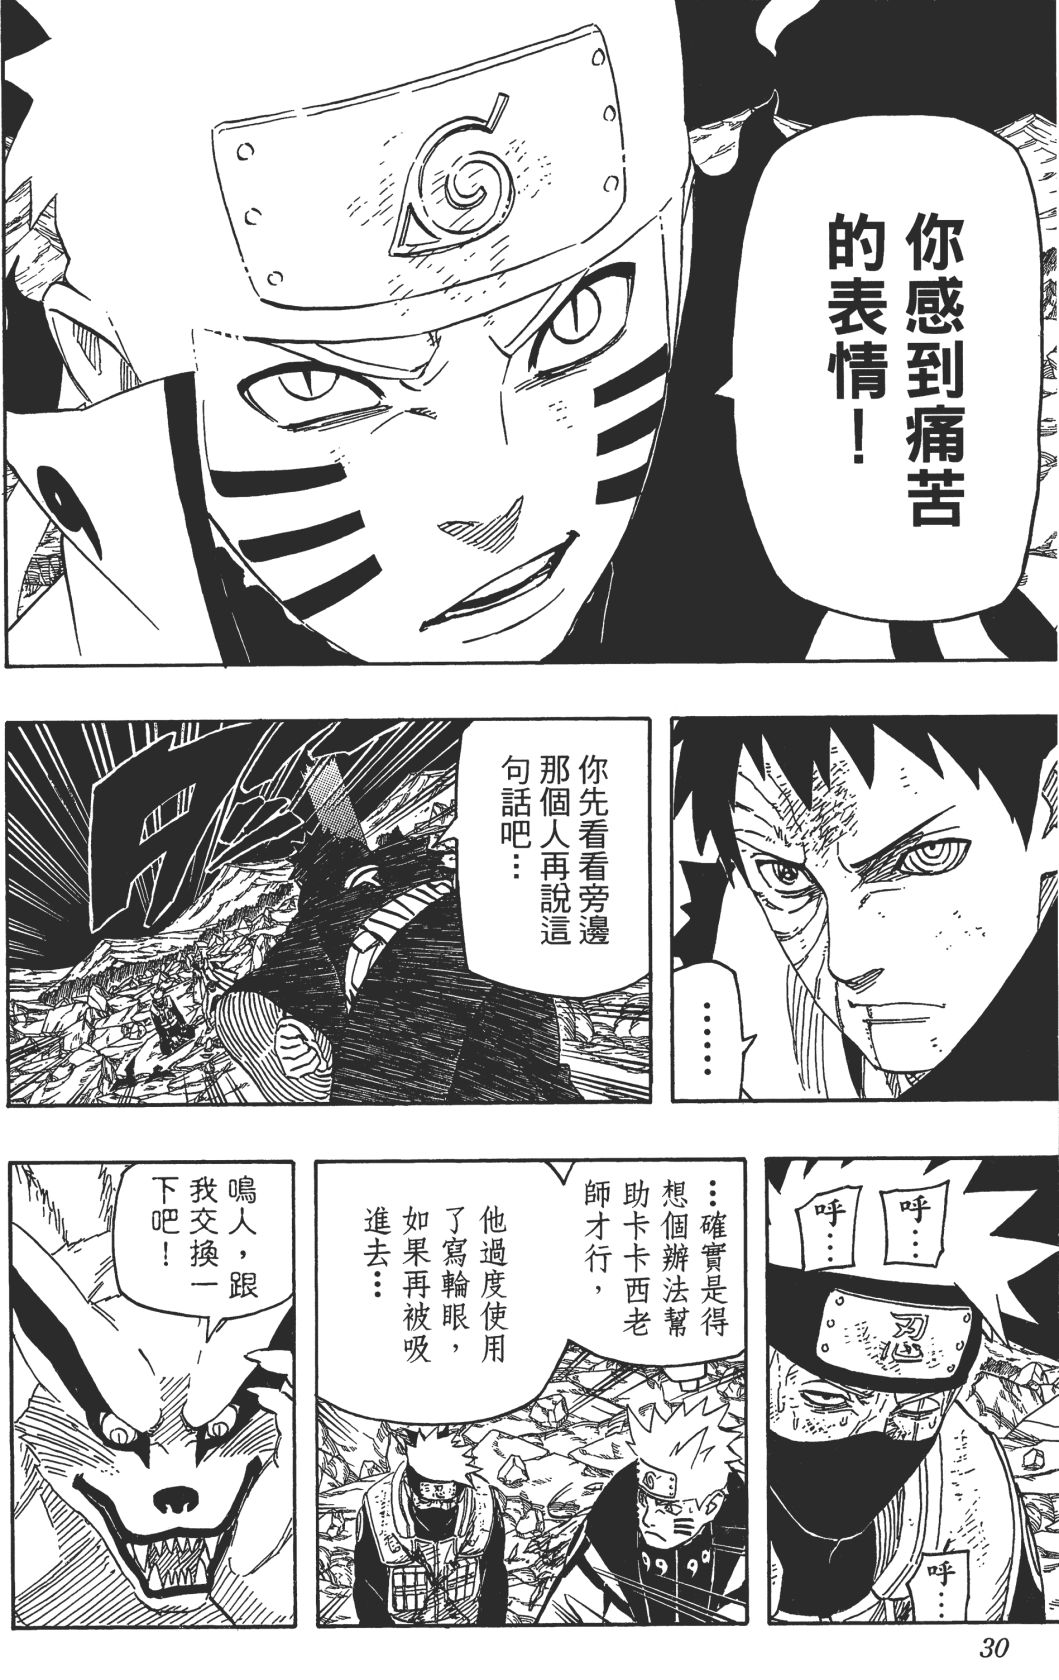 你感到痛苦
的表情！
………
你先看看旁邊
那個人再說這
句話吧…
呼…
呼…
忍
呼…
…確實是得
想個辦法幫
助卡卡西老
師才行，
他過度使用
了寫輪眼，
如果再被吸
進去…
忍
鳴人，跟
我交換一
下吧！
30